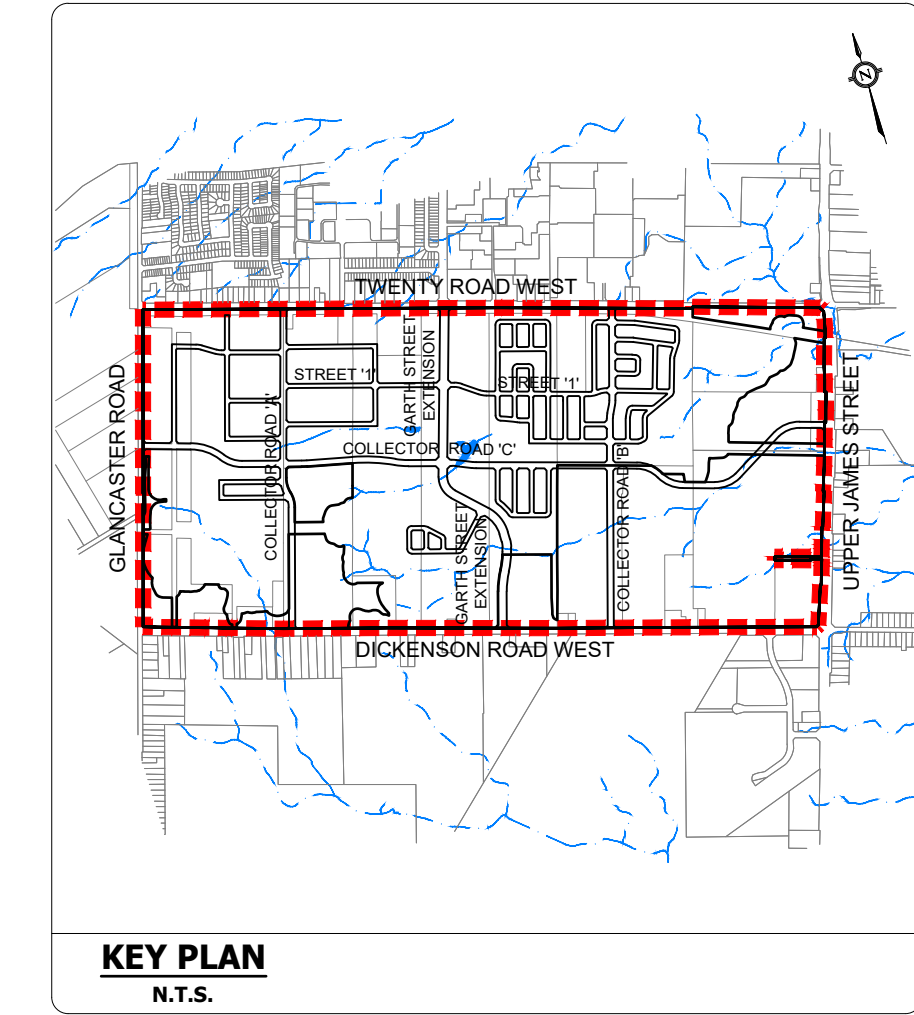 N
TWENTY ROAD WEST
GLANCASTER ROAD
STREET '1'
GARTH STREET
EXTENSION
STREET '1'
UPPER JAMES STREET
COLLECTOR ROAD 'A'
COLLECTOR ROAD 'C'
COLLECTOR ROAD 'B'
GARTH STREET
EXTENSION
DICKENSON ROAD WEST
KEY PLAN
N.T.S.